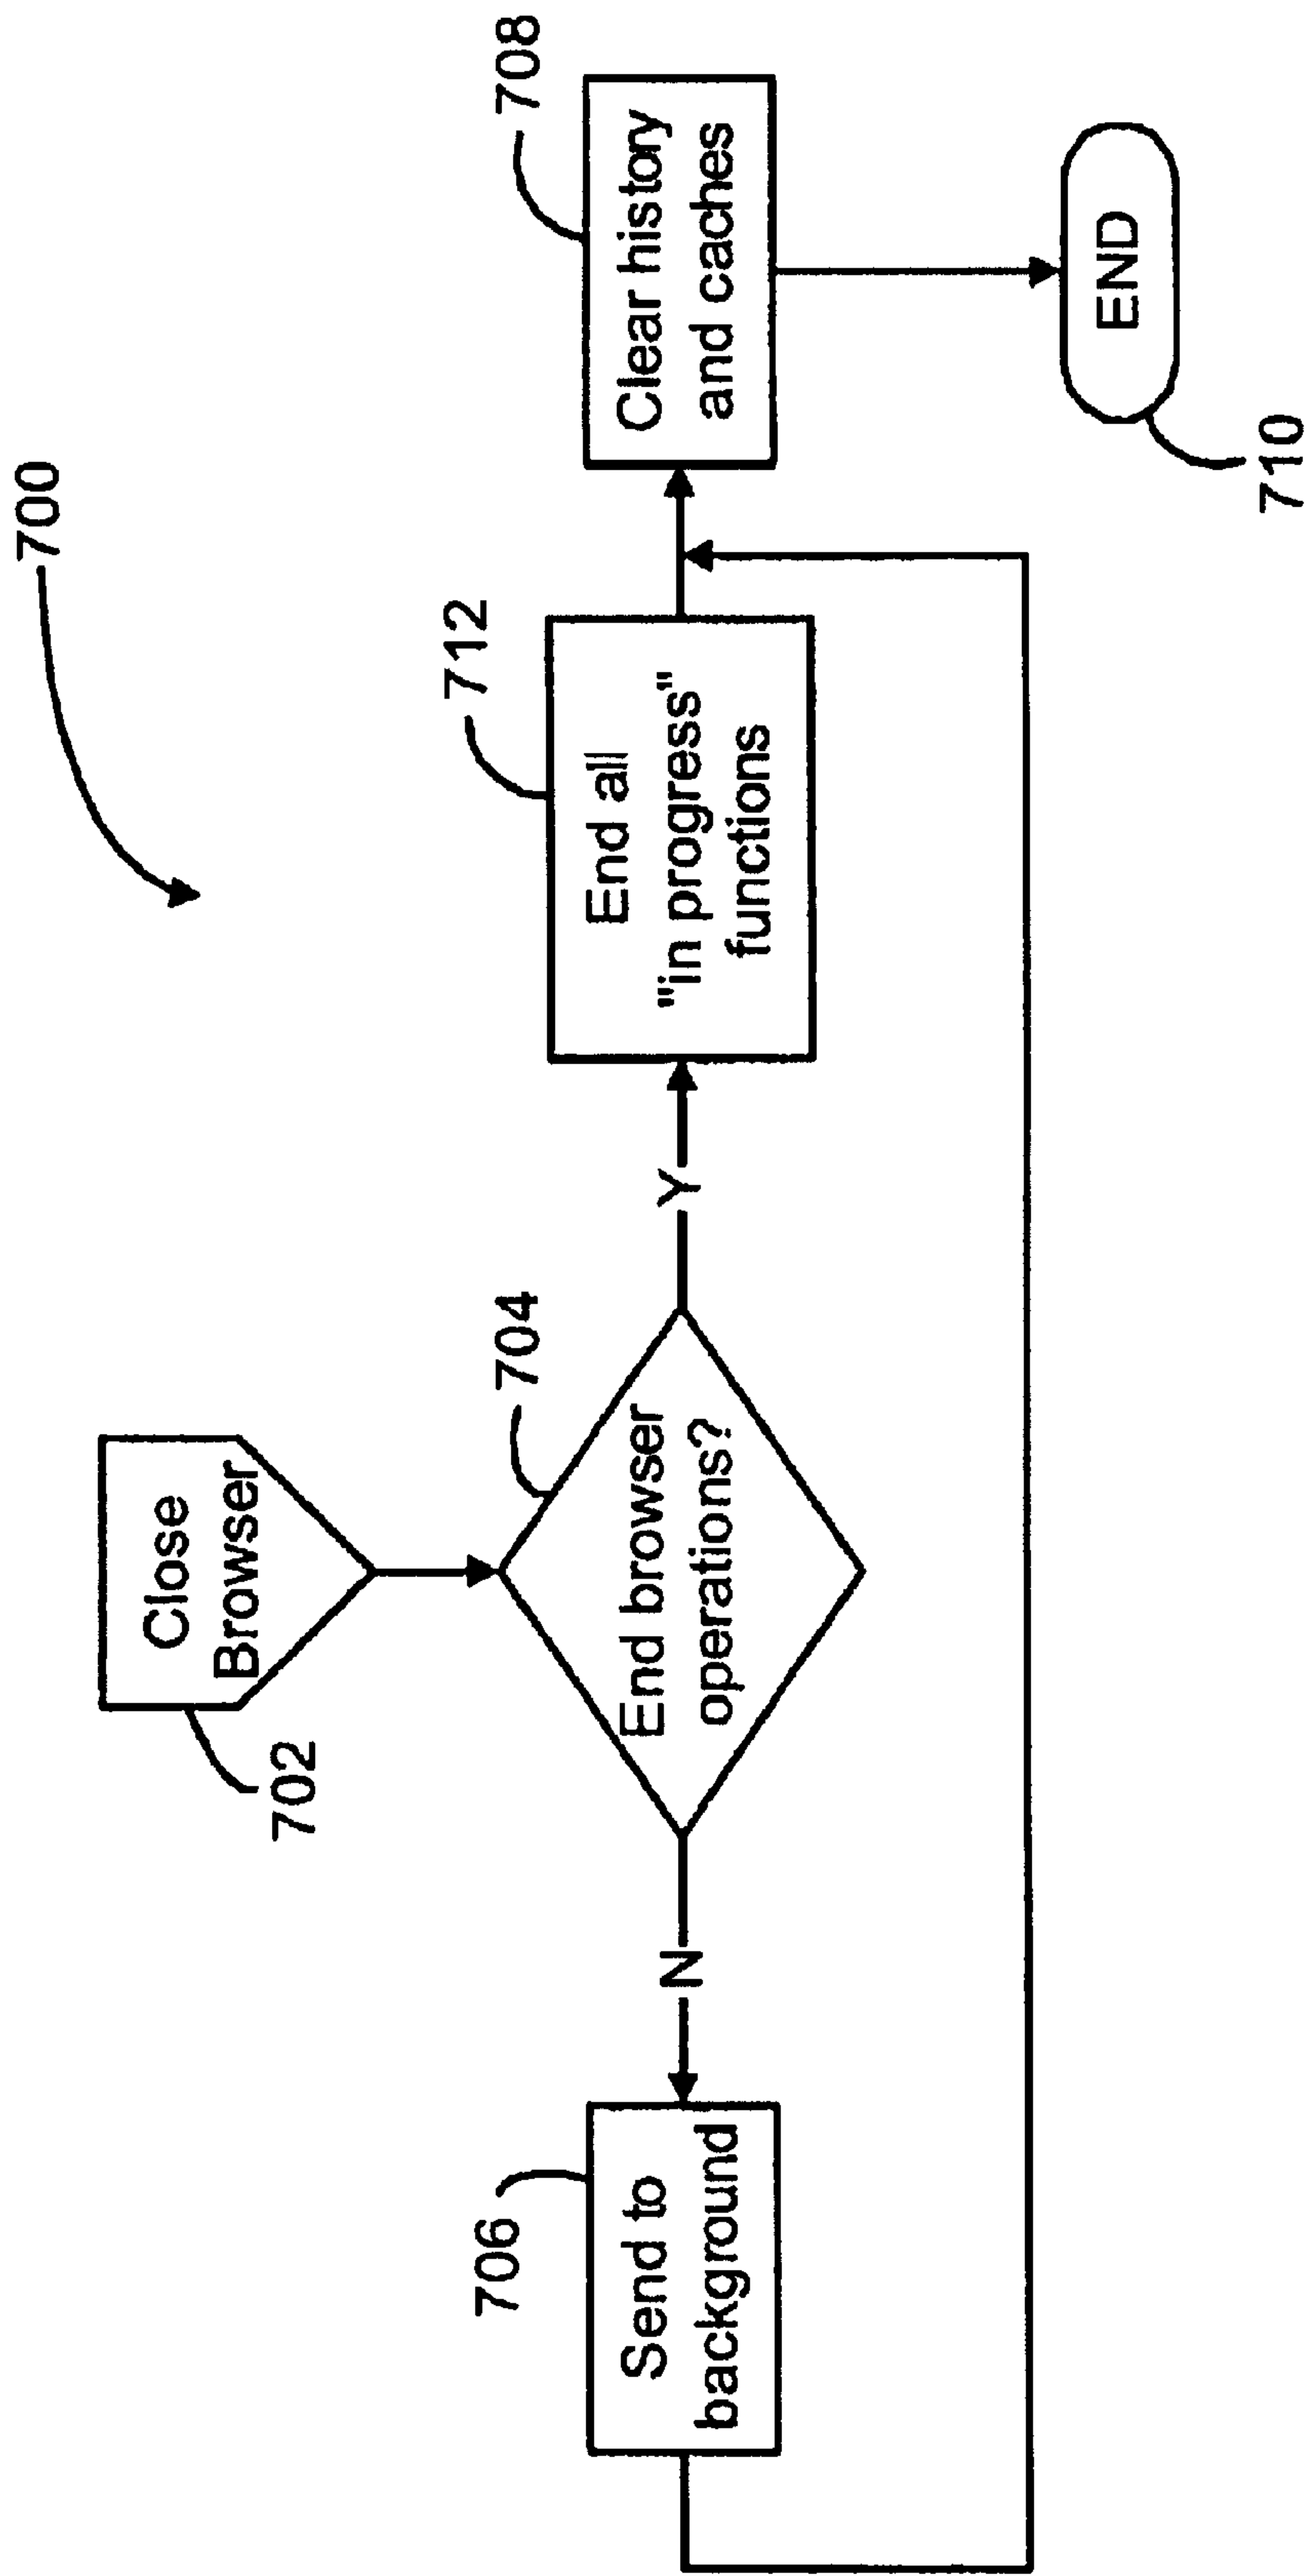 700
Close
Browser
702
704
End browser
operations?
N
Y
706
Send to
background
712
End all
"in progress"
functions
708
Clear history
and caches
END
710